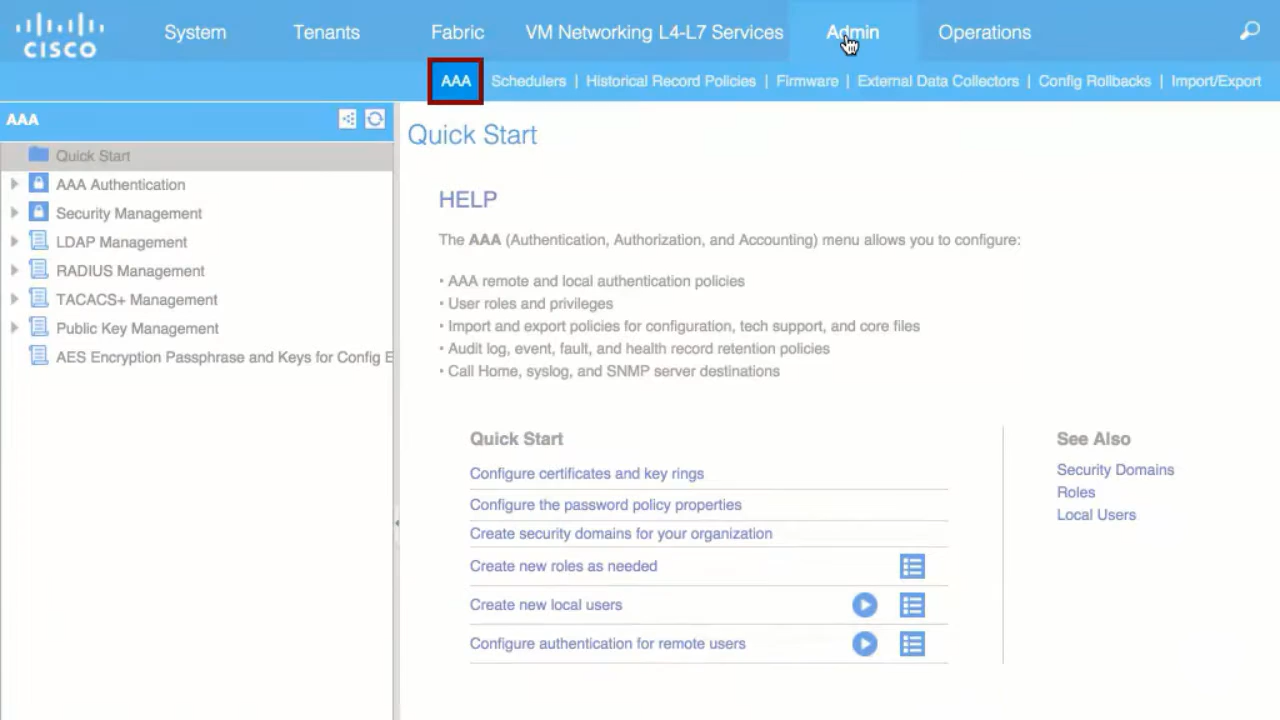 CISCO
System Tenants Fabric VM Networking L4-L7 Services Admin Operations
AAA Schedulers | Historical Record Policies | Firmware | External Data Collectors | Config Rollbacks | Import/Export
AAA
Quick Start
AAA Authentication
Security Management
LDAP Management
RADIUS Management
TACACS+ Management
Public Key Management
AES Encryption Passphrase and Keys for Config E
Quick Start
HELP
The AAA (Authentication, Authorization, and Accounting) menu allows you to configure:
• AAA remote and local authentication policies
• User roles and privileges
• Import and export policies for configuration, tech support, and core files
• Audit log, event, fault, and health record retention policies
• Call Home, syslog, and SNMP server destinations
Quick Start
Configure certificates and key rings
Configure the password policy properties
Create security domains for your organization
Create new roles as needed
Create new local users
Configure authentication for remote users
See Also
Security Domains
Roles
Local Users